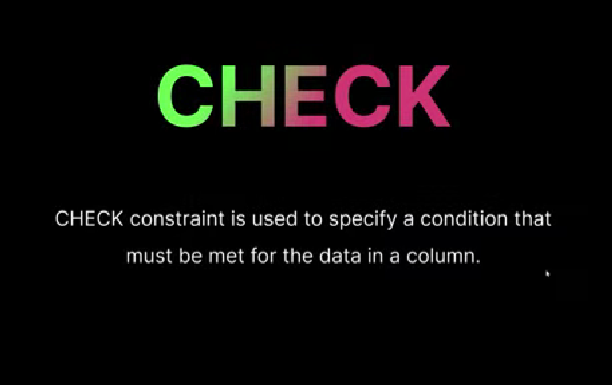 CHECK
CHECK constraint is used to specify a condition that
must be met for the data in a column.